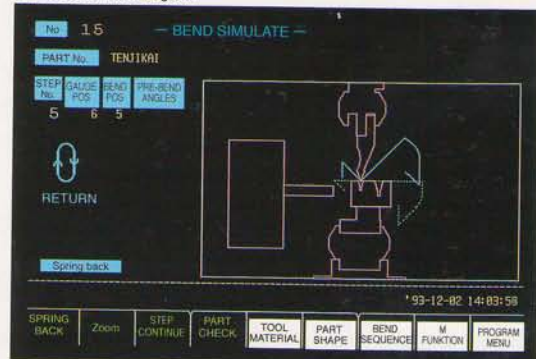 No 15 — BEND SIMULATE —
PART No. TENJIKAI
STEP No. GAUGE POS BEND POS PRE-BEND ANGLES
5 6 5
RETURN
Spring back
'93-12-02 14:03:58
SPRING BACK Zoom STEP CONTINUE PART CHECK TOOL MATERIAL PART SHAPE BEND SEQUENCE M FUNKTION PROGRAM MENU